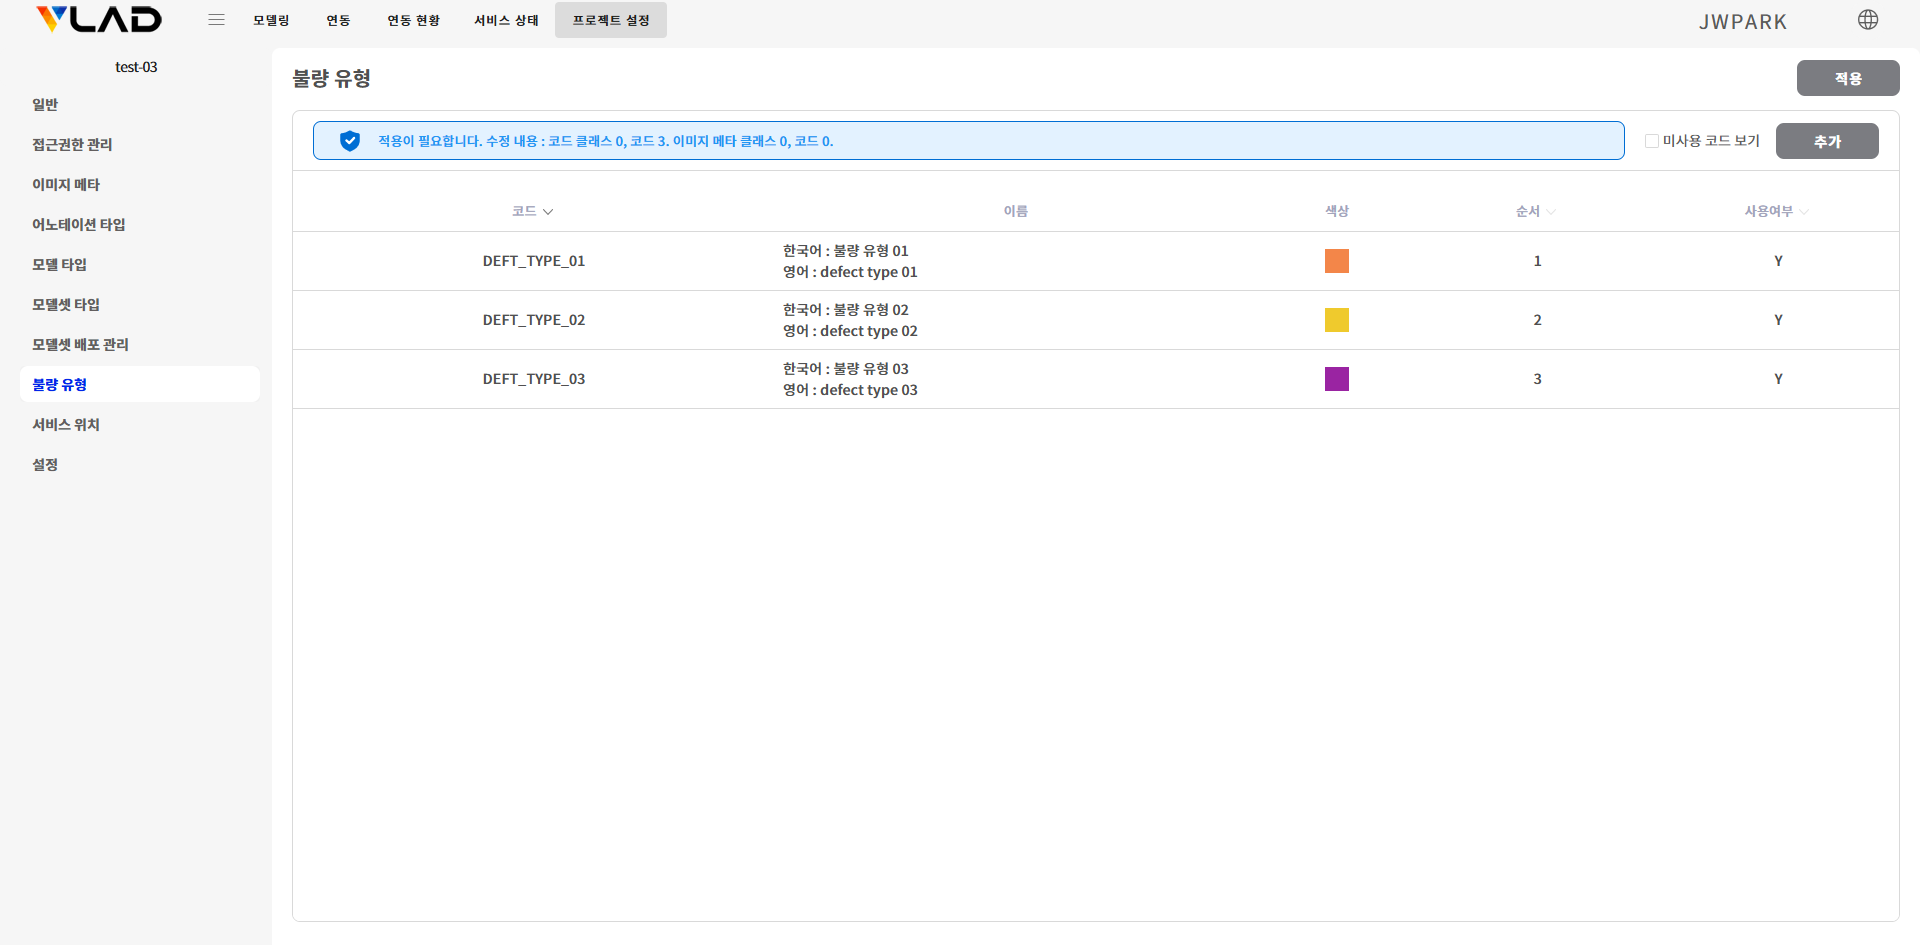 VLAD
모델링 연동 연동 현황 서비스 상태 프로젝트 설정 JWPARK
test-03
일반
접근권한 관리
이미지 메타
어노테이션 타입
모델 타입
모델셋 타입
모델셋 배포 관리
불량 유형
서비스 위치
설정
불량 유형 적용
적용이 필요합니다. 수정 내용 : 코드 클래스 0, 코드 3. 이미지 메타 클래스 0, 코드 0. 미사용 코드 보기 추가
코드 이름 색상 순서 사용여부
DEFT_TYPE_01 한국어 : 불량 유형 01 1 Y
영어 : defect type 01
DEFT_TYPE_02 한국어 : 불량 유형 02 2 Y
영어 : defect type 02
DEFT_TYPE_03 한국어 : 불량 유형 03 3 Y
영어 : defect type 03